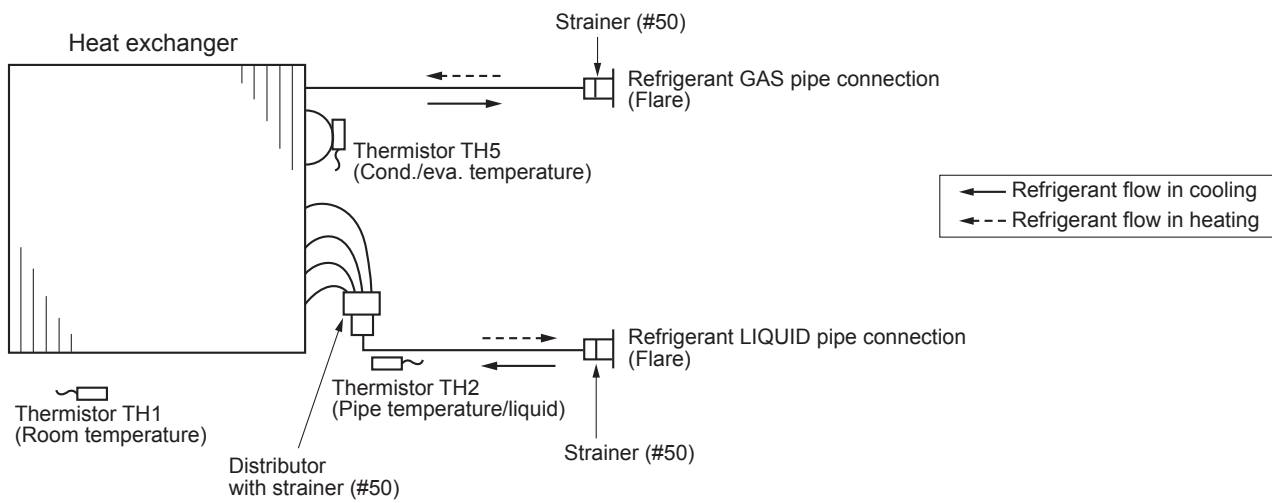 Strainer (#50)
Heat exchanger
Refrigerant GAS pipe connection
(Flare)
Thermistor TH5
(Cond./eva. temperature)
Refrigerant flow in cooling
Refrigerant flow in heating
Refrigerant LIQUID pipe connection
(Flare)
Thermistor TH2
(Pipe temperature/liquid)
Thermistor TH1
(Room temperature)
Strainer (#50)
Distributor
with strainer (#50)